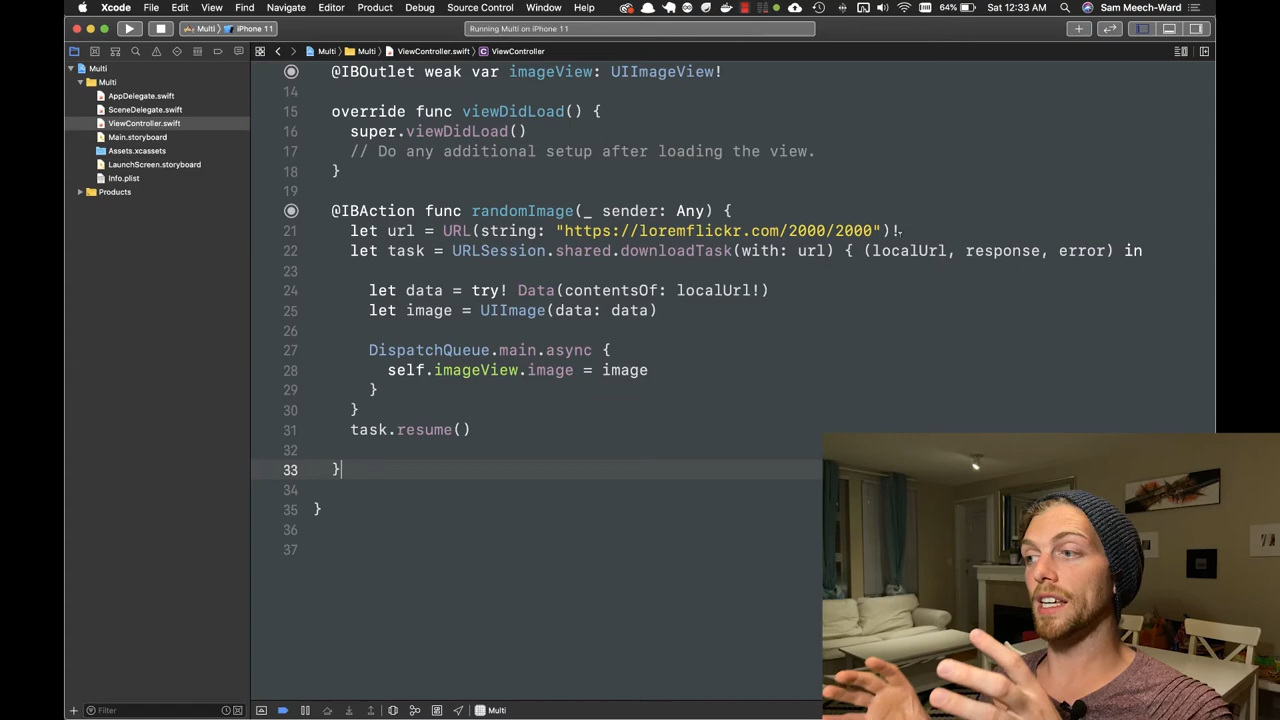 Xcode File Edit View Find Navigate Editor Product Debug Source Control Window Help 64% Sat 12:33 AM Sam Meech-Ward
Multi iPhone 11 Running Multi on iPhone 11
Multi Multi ViewController.swift ViewController
Multi
Multi
AppDelegate.swift
SceneDelegate.swift
ViewController.swift
Main.storyboard
Assets.xcassets
LaunchScreen.storyboard
Info.plist
Products
@IBOutlet weak var imageView: UIImageView!
14
15 override func viewDidLoad() {
16 super.viewDidLoad()
17 // Do any additional setup after loading the view.
18 }
19
@IBAction func randomImage(_ sender: Any) {
21 let url = URL(string: "https://loremflickr.com/2000/2000")!
22 let task = URLSession.shared.downloadTask(with: url) { (localUrl, response, error) in
23
24 let data = try! Data(contentsOf: localUrl!)
25 let image = UIImage(data: data)
26
27 DispatchQueue.main.async {
28 self.imageView.image = image
29 }
30 }
31 task.resume()
32
33 }
34
35 }
36
37
Filter Multi